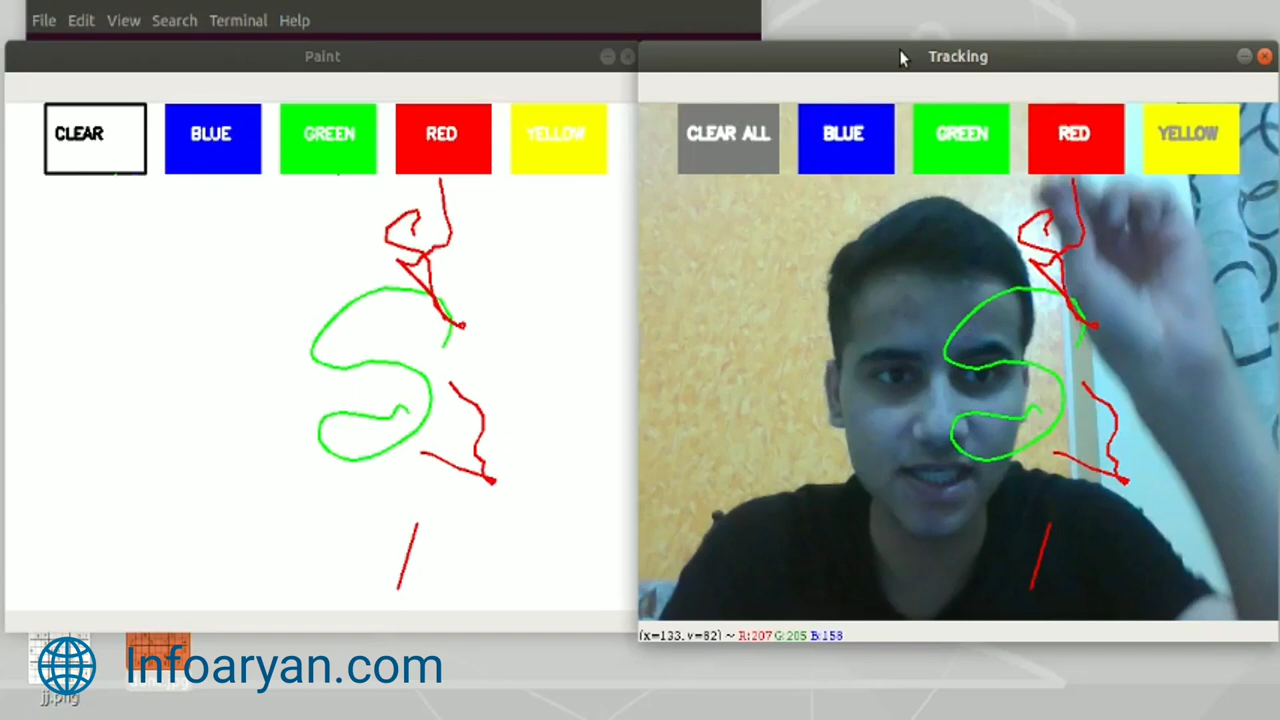 File Edit View Search Terminal Help
Paint
Tracking
CLEAR
BLUE
GREEN
RED
YELLOW
CLEAR ALL
BLUE
GREEN
RED
YELLOW
(x=133, y=82) ~ R:207 G:205 B:158
Infoaryan.com
jj.png